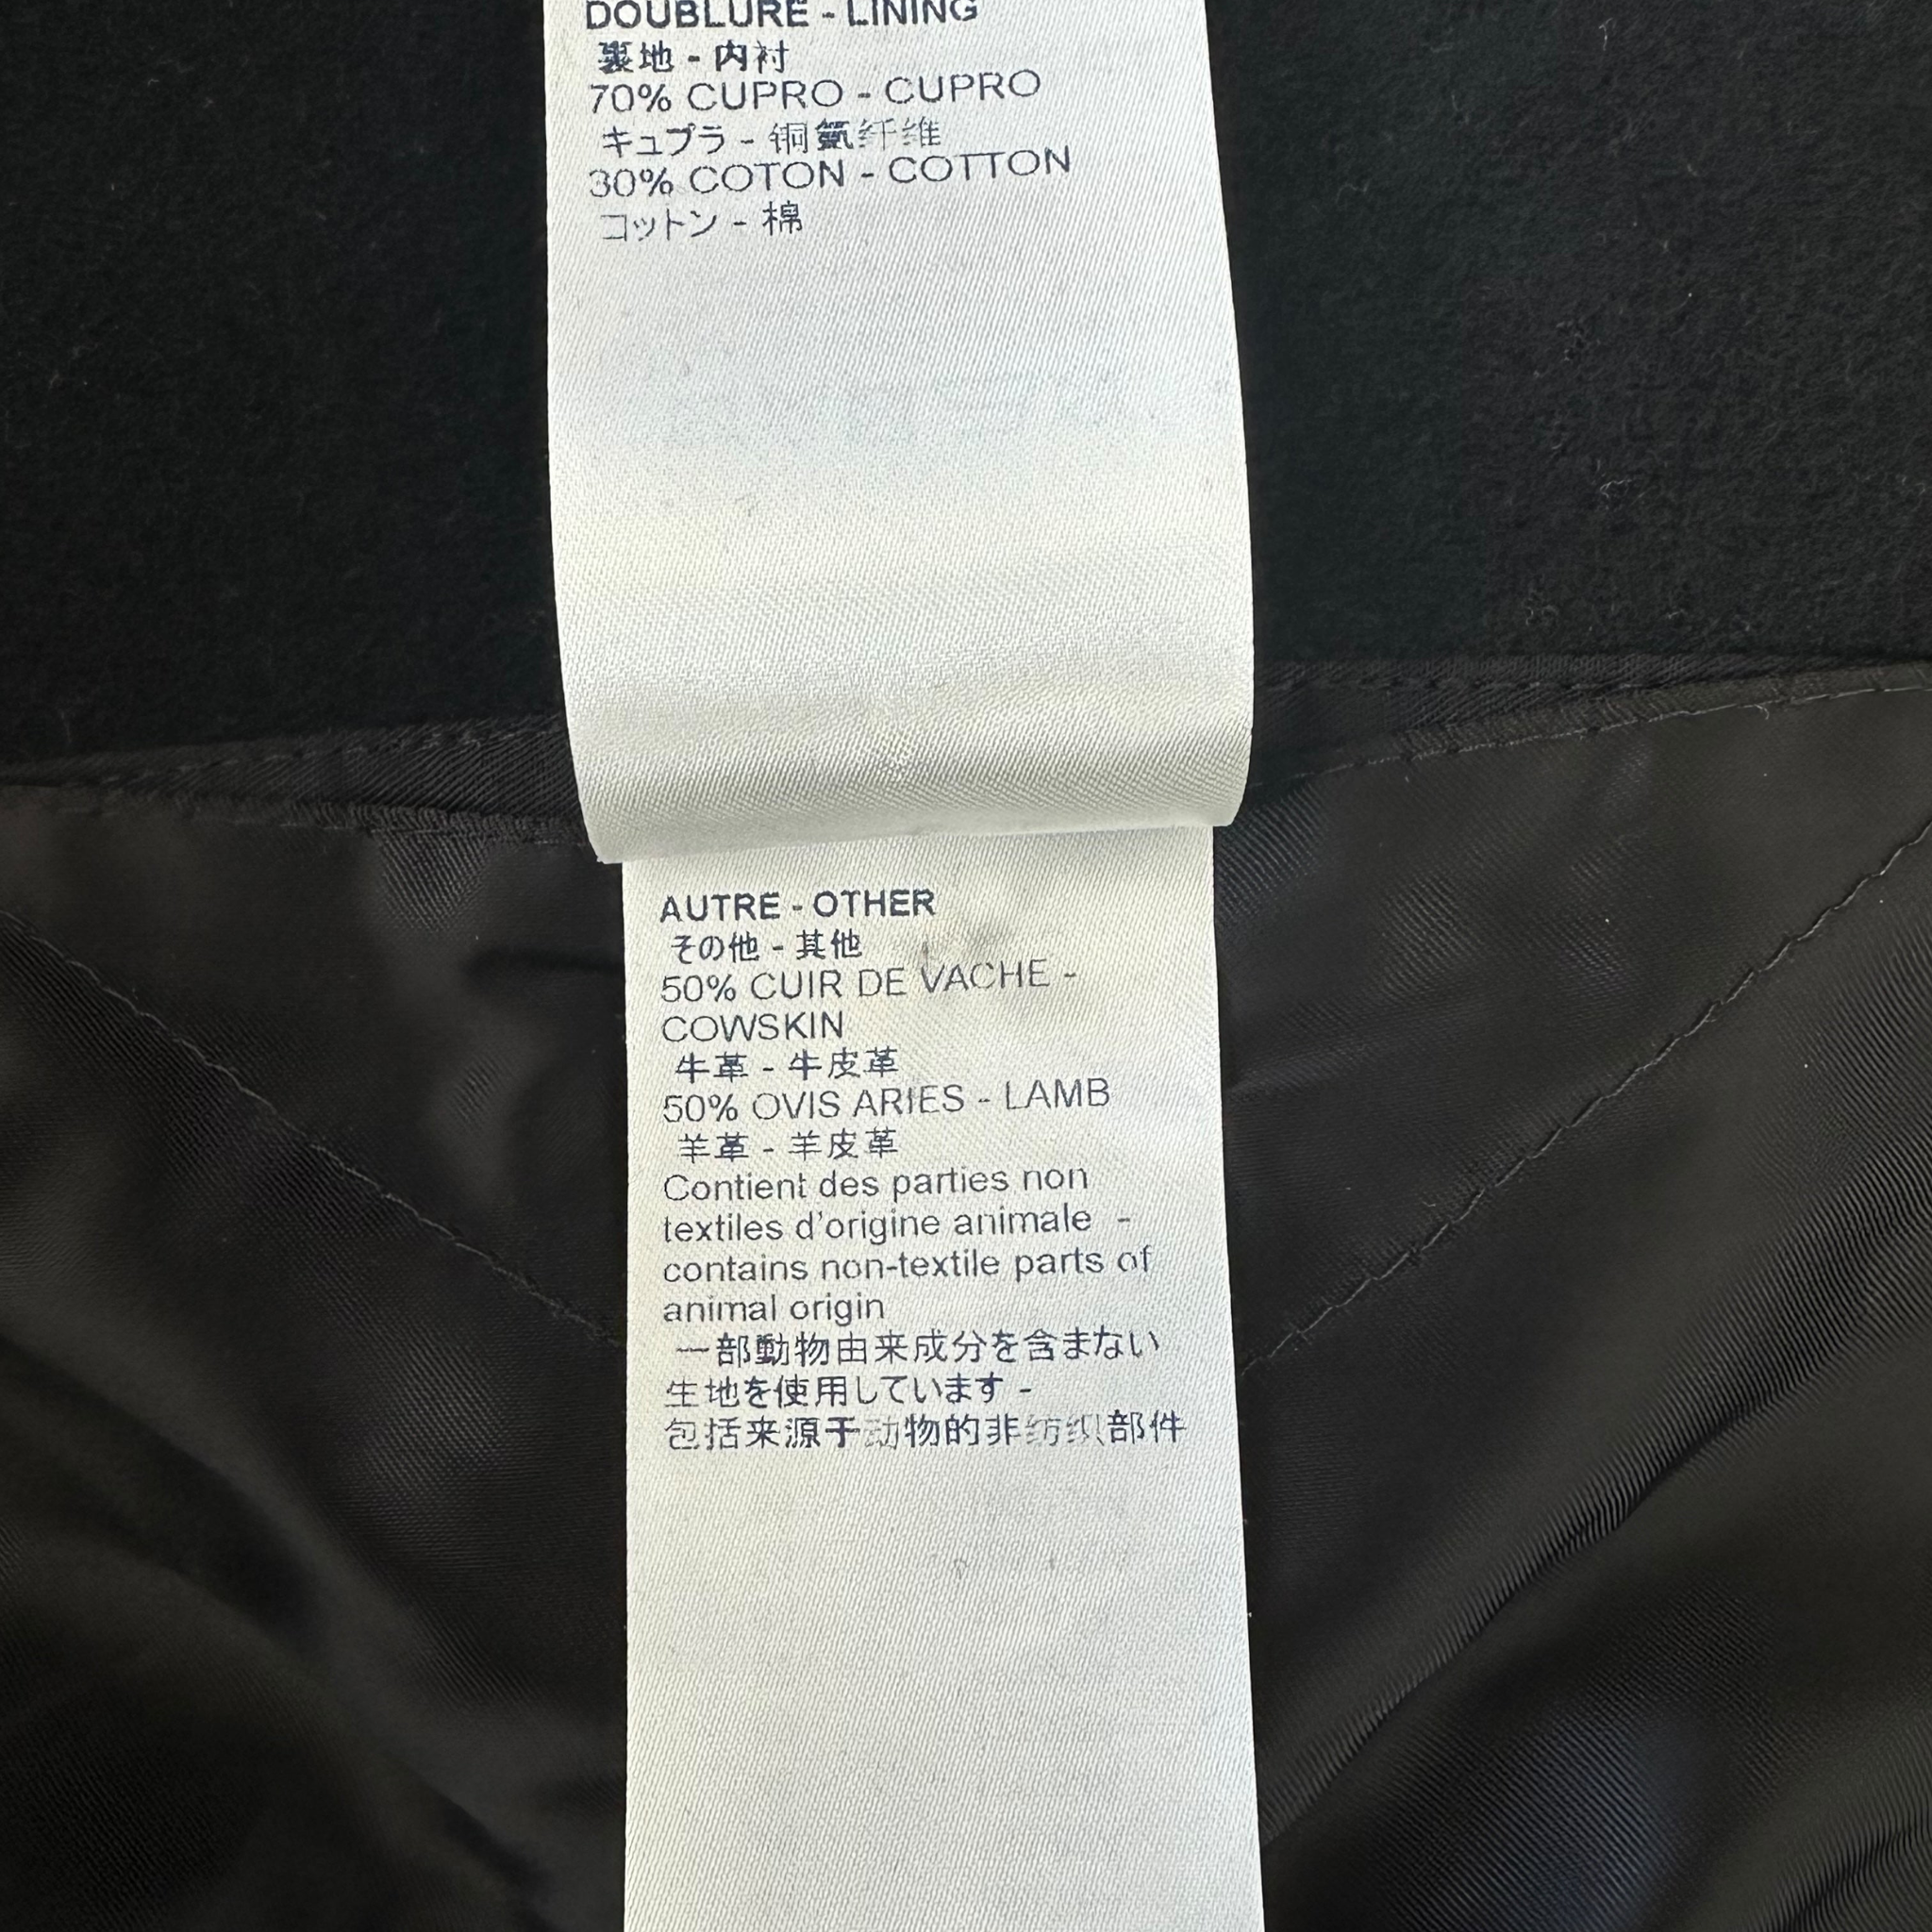 DOUBLURE - LINING
裏地 - 内衬
70% CUPRO - CUPRO
キュプラ - 铜氨纤维
30% COTON - COTTON
コットン - 棉
AUTRE - OTHER
その他 - 其他
50% CUIR DE VACHE -
COWSKIN
牛革 - 牛皮革
50% OVIS ARIES - LAMB
羊革 - 羊皮革
Contient des parties non
textiles d'origine animale -
contains non-textile parts of
animal origin
一部動物由来成分を含まない
生地を使用しています -
包括来源于动物的非纺织部件